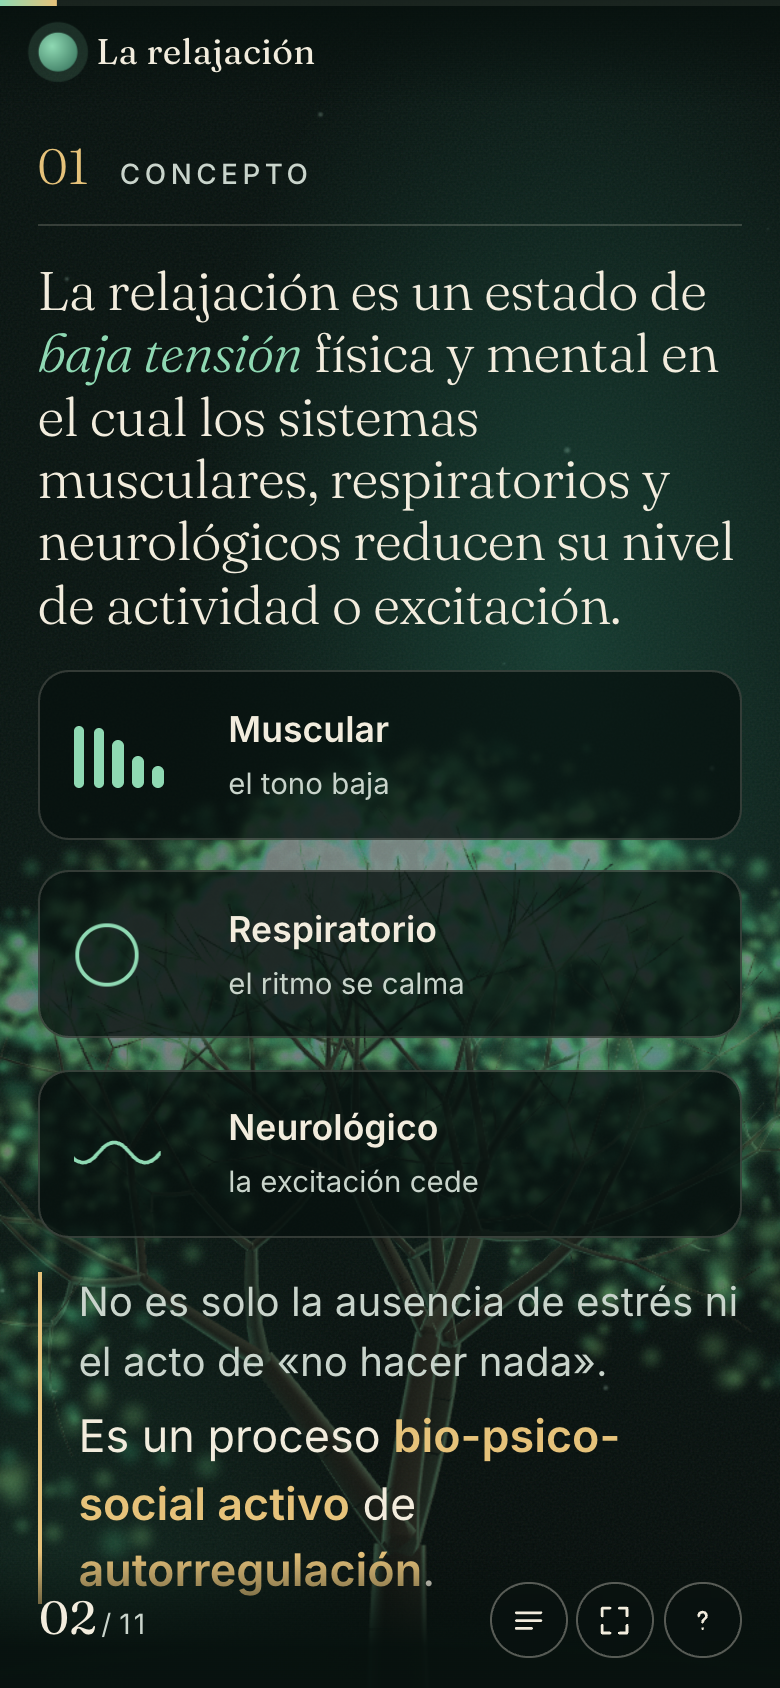 La relajación
01 CONCEPTO
La relajación es un estado de
baja tensión física y mental en
el cual los sistemas
musculares, respiratorios y
neurológicos reducen su nivel
de actividad o excitación.
Muscular
el tono baja
Respiratorio
el ritmo se calma
Neurológico
la excitación cede
No es solo la ausencia de estrés ni
el acto de «no hacer nada».
Es un proceso bio-psico-
social activo de
autorregulación.
02 / 11
?